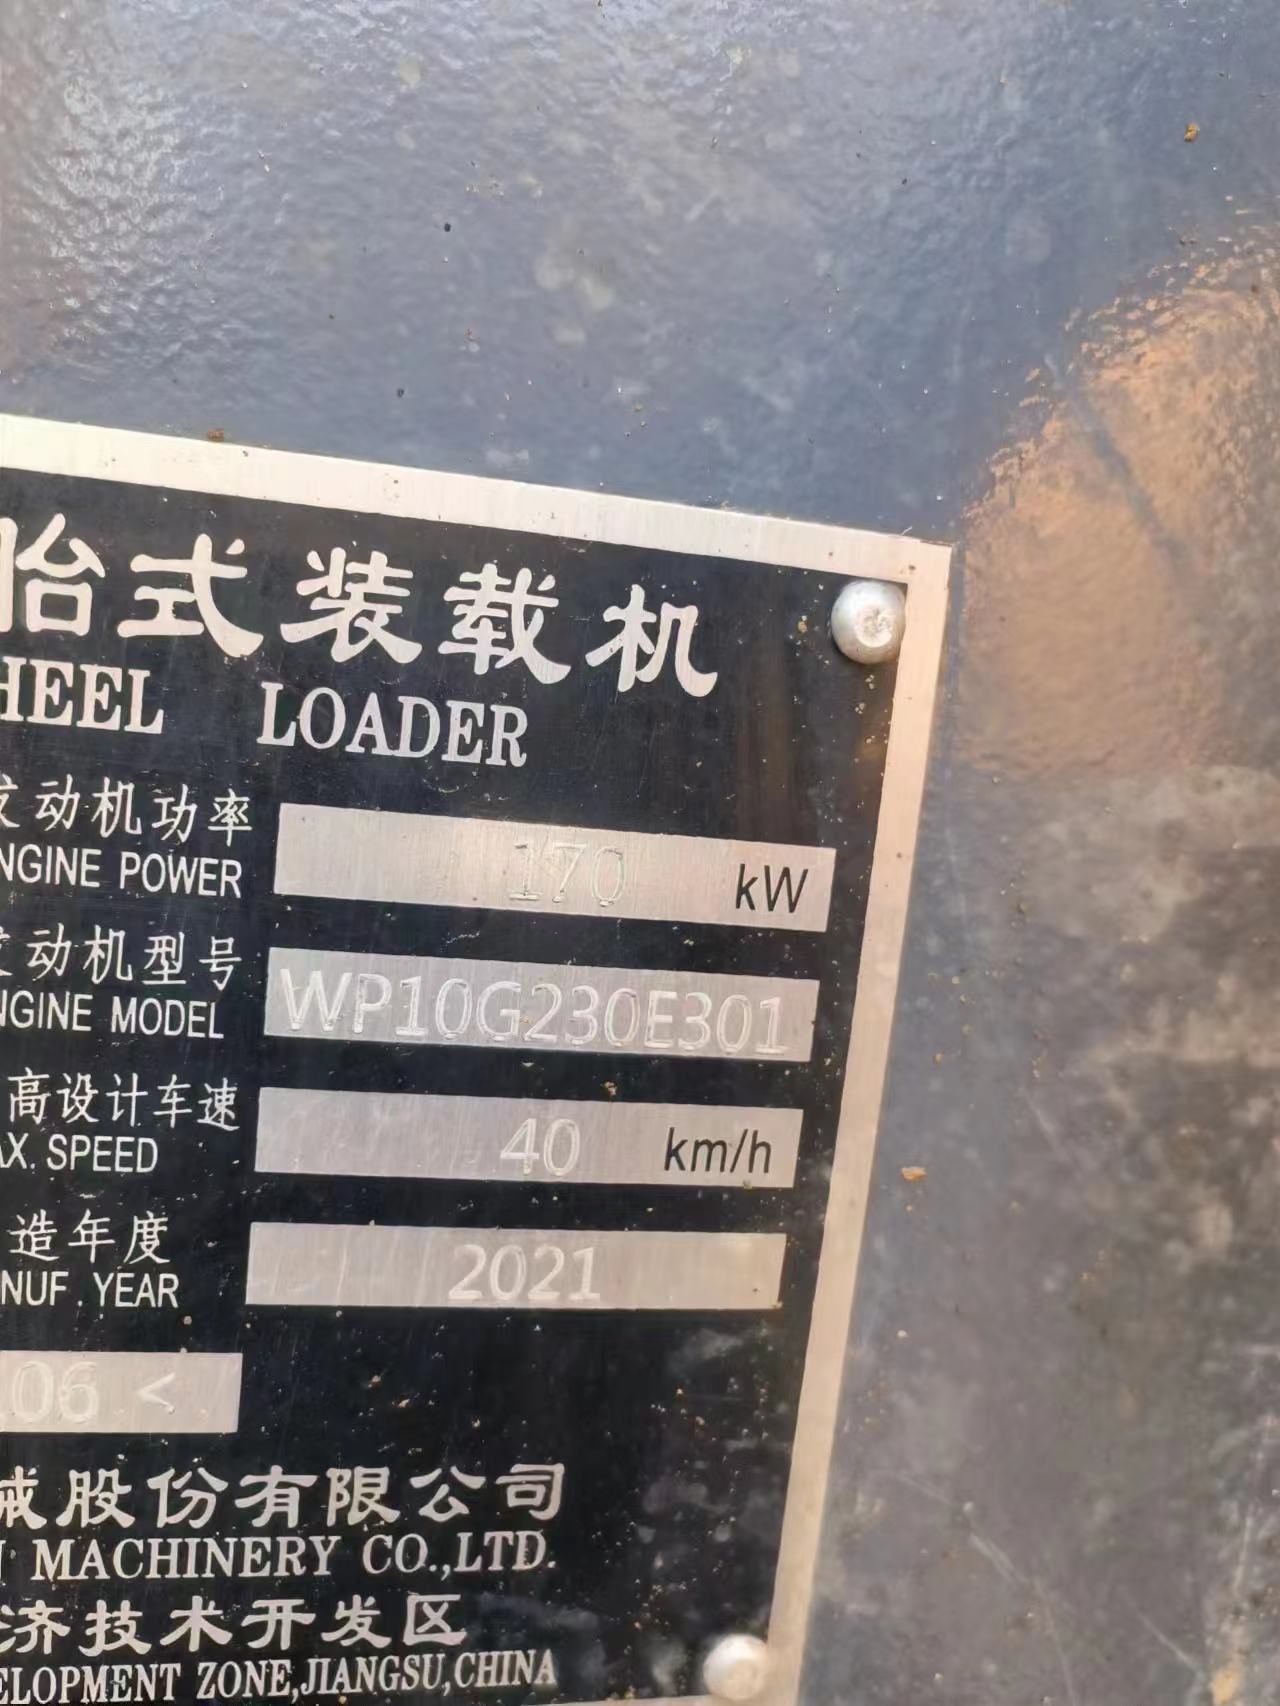 胎式装载机
HEEL LOADER
发动机功率
NGINE POWER
170 kW
发动机型号
NGINE MODEL
WP10G230E301
高设计车速
AX. SPEED
40 km/h
造年度
NUF. YEAR
2021
06 <
械股份有限公司
MACHINERY CO.,LTD.
济技术开发区
ELOPMENT ZONE,JIANGSU,CHINA